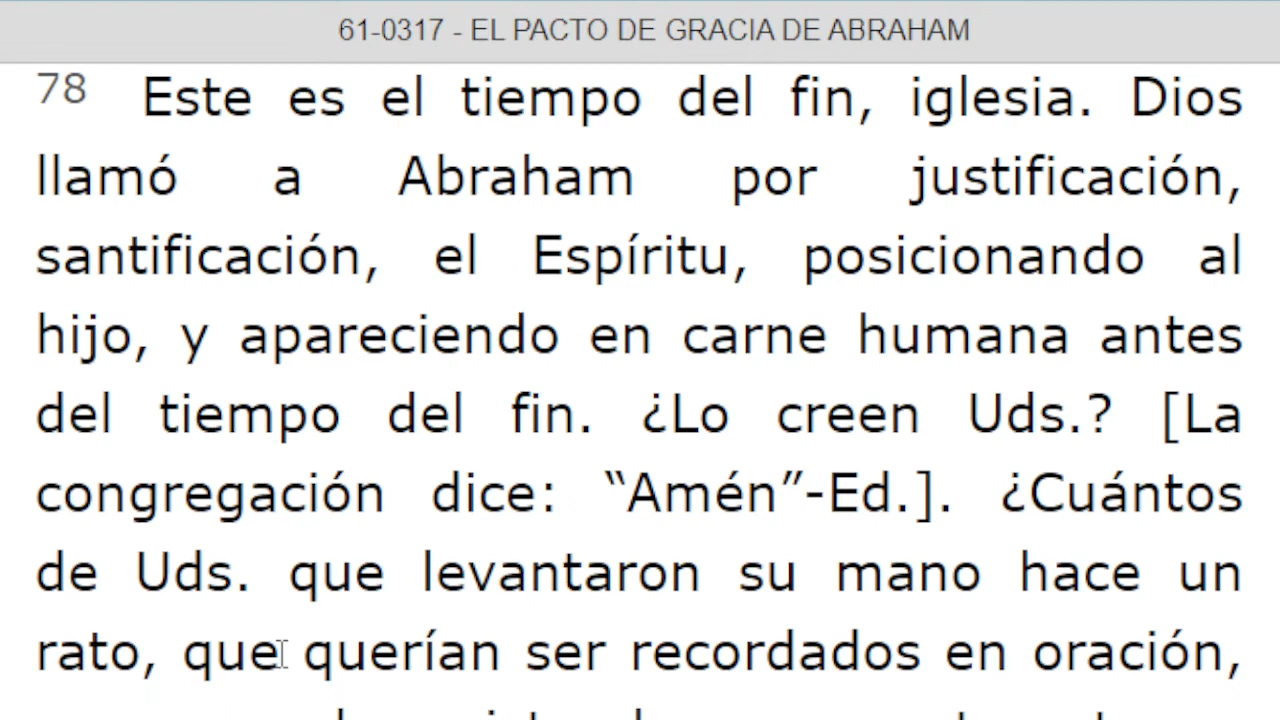 61-0317 - EL PACTO DE GRACIA DE ABRAHAM
78 Este es el tiempo del fin, iglesia. Dios
llamó a Abraham por justificación,
santificación, el Espíritu, posicionando al
hijo, y apareciendo en carne humana antes
del tiempo del fin. ¿Lo creen Uds.? [La
congregación dice: “Amén”-Ed.]. ¿Cuántos
de Uds. que levantaron su mano hace un
rato, que querían ser recordados en oración,